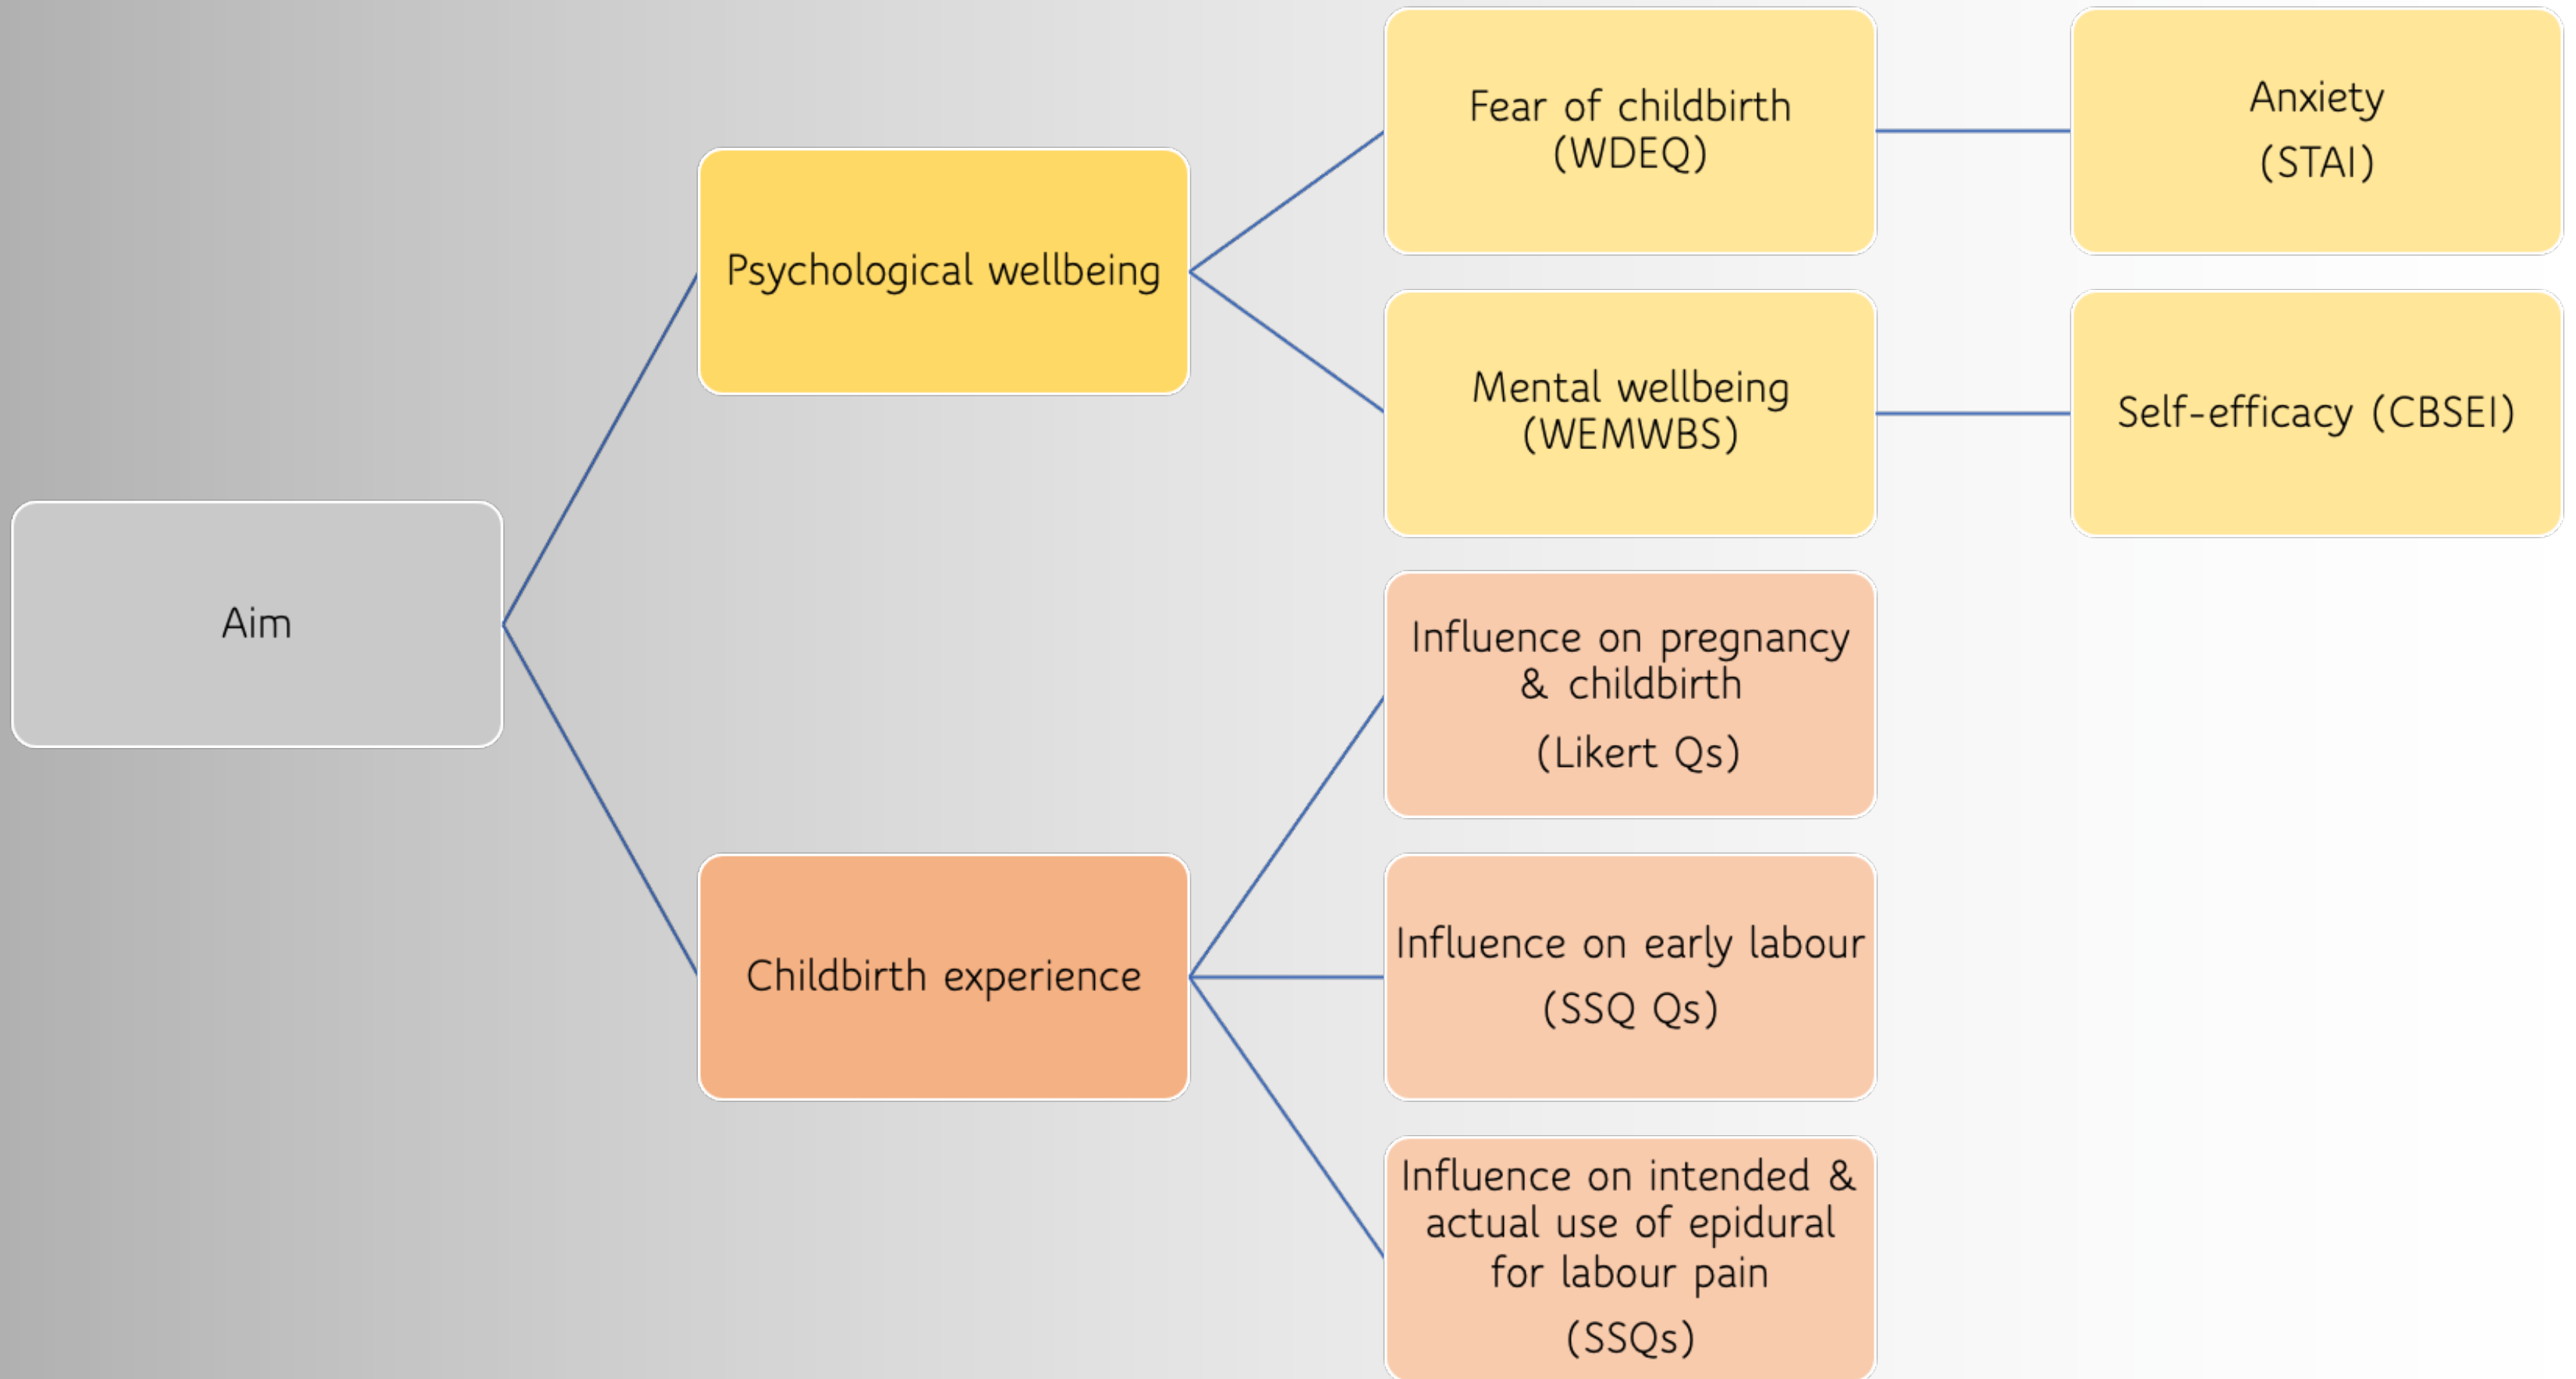 Aim
Psychological wellbeing
Fear of childbirth
(WDEQ)
Anxiety
(STAI)
Mental wellbeing
(WEMWBS)
Self-efficacy (CBSEI)
Childbirth experience
Influence on pregnancy
& childbirth
(Likert Qs)
Influence on early labour
(SSQ Qs)
Influence on intended &
actual use of epidural
for labour pain
(SSQs)